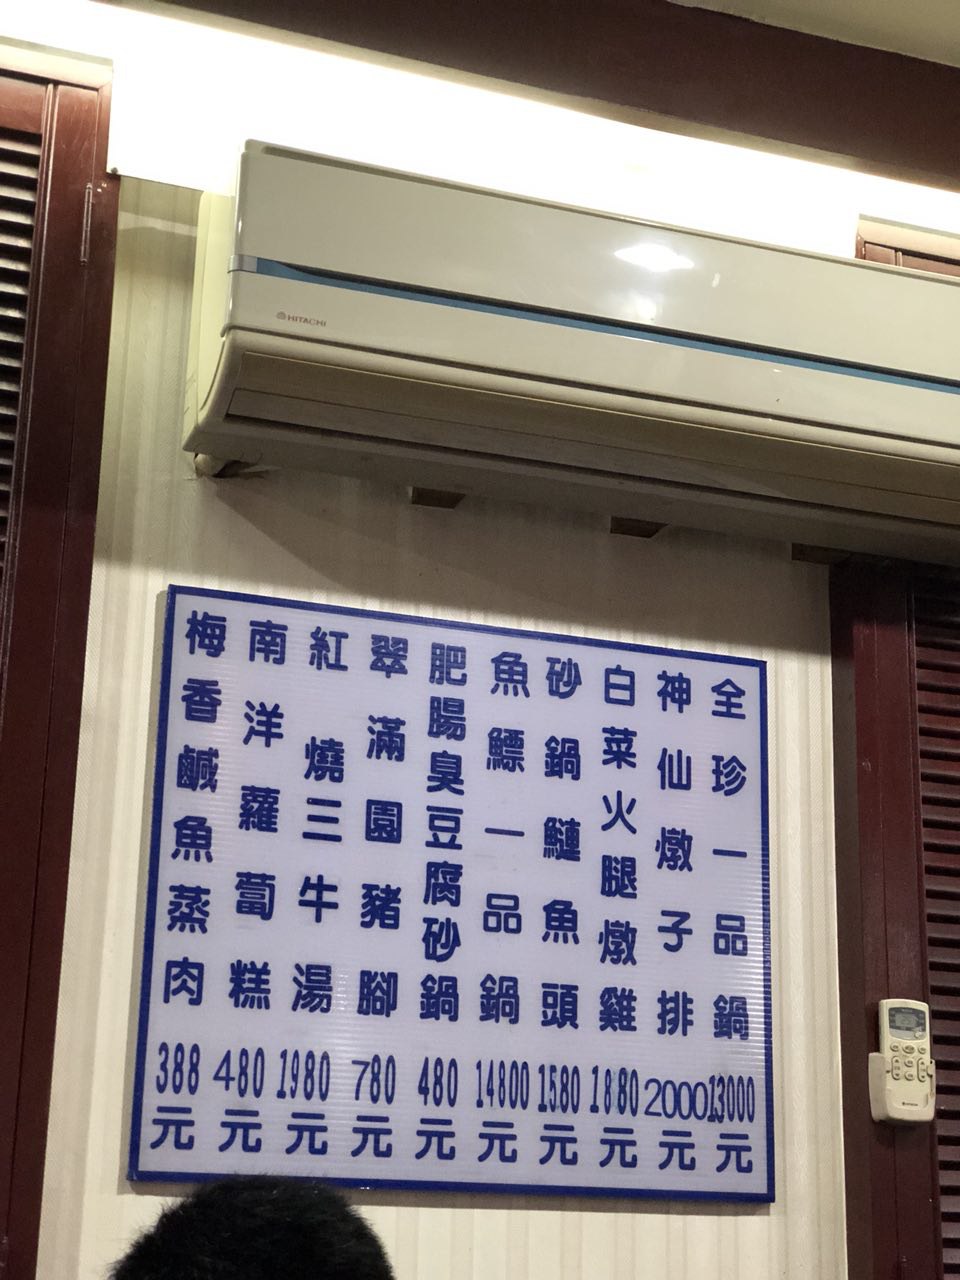 HITACHI
全珍一品鍋 13000元
神仙燉子排 2000元
白菜火腿燉雞 1880元
砂鍋鰱魚頭 1580元
魚鰾一品鍋 14800元
肥腸臭豆腐砂鍋 480元
翠滿園豬腳 780元
紅燒三牛湯 1980元
南洋蘿蔔糕 480元
梅香鹹魚蒸肉 388元